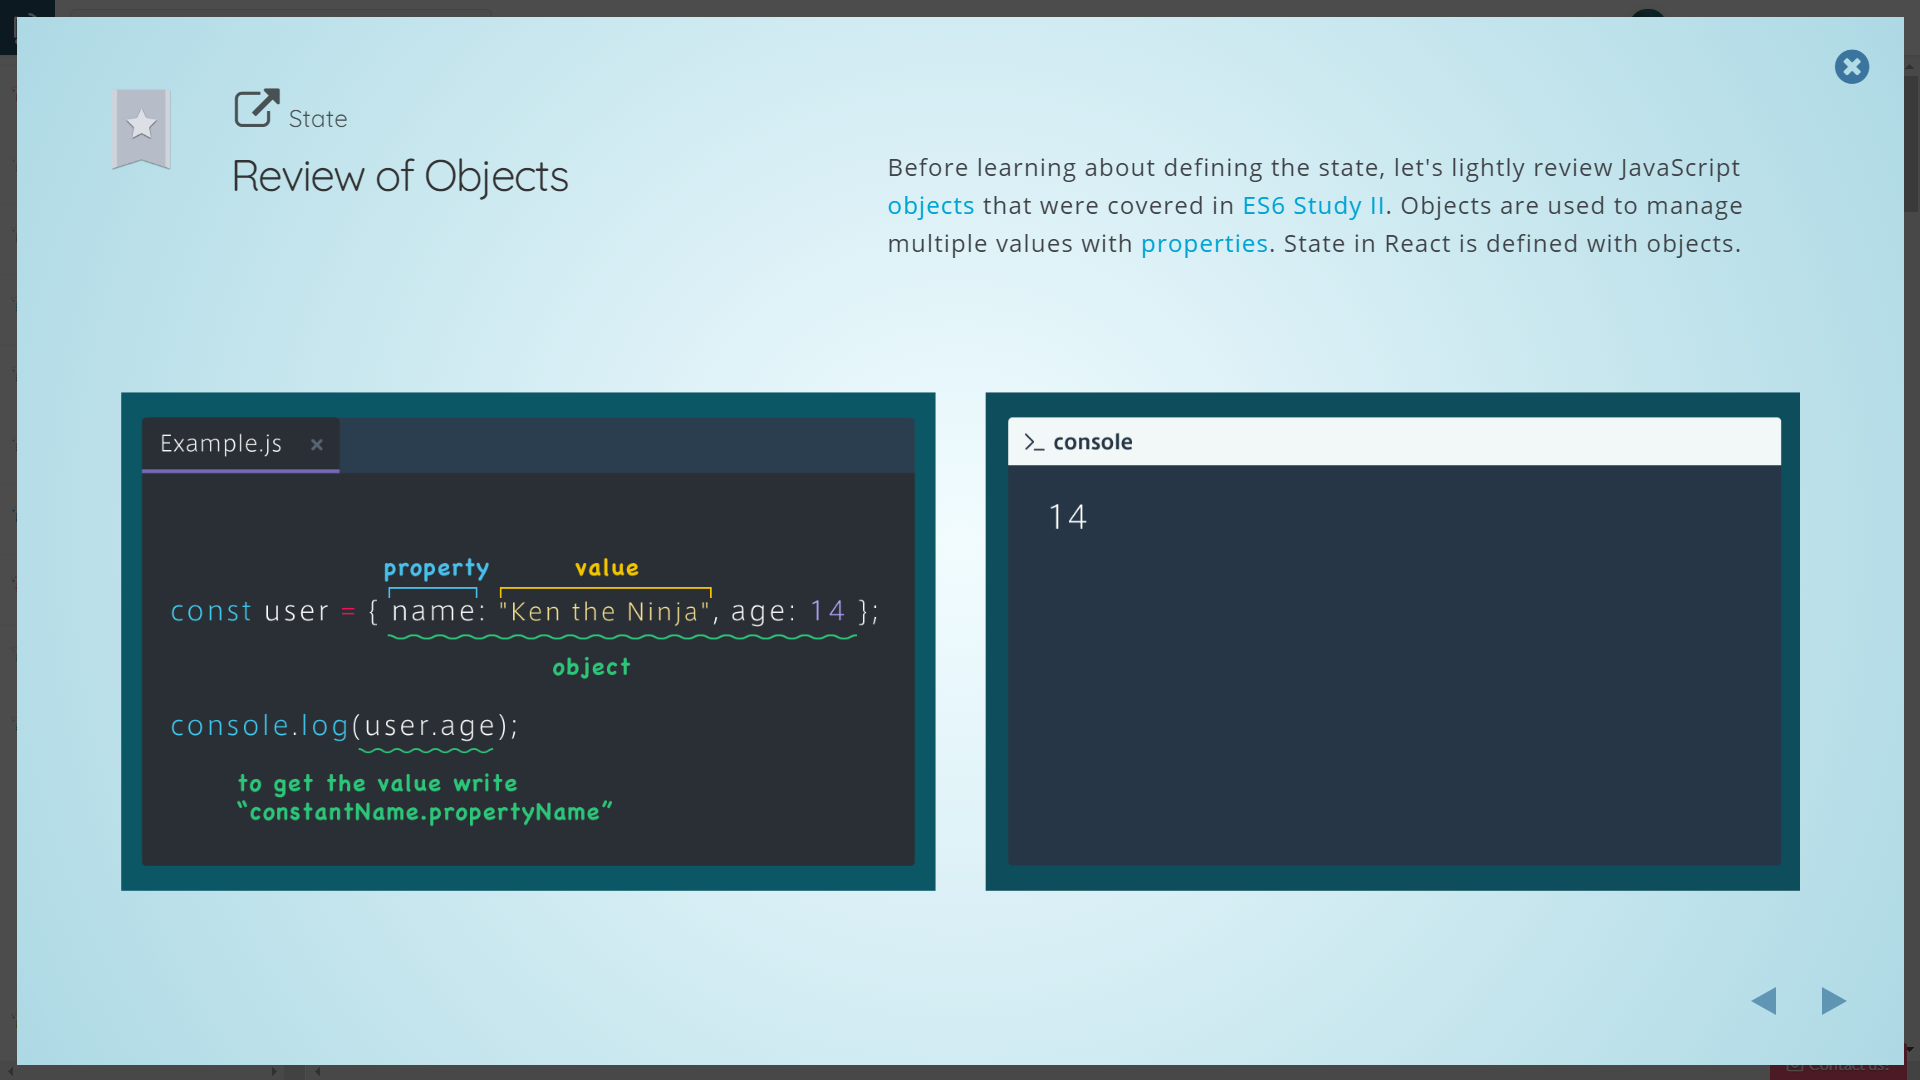 State
Review of Objects
Before learning about defining the state, let's lightly review JavaScript
objects that were covered in ES6 Study II. Objects are used to manage
multiple values with properties. State in React is defined with objects.
Example.js ×
property value
const user = { name: "Ken the Ninja", age: 14 };
object
console.log(user.age);
to get the value write
“constantName.propertyName”
>_ console
14
Contact us!